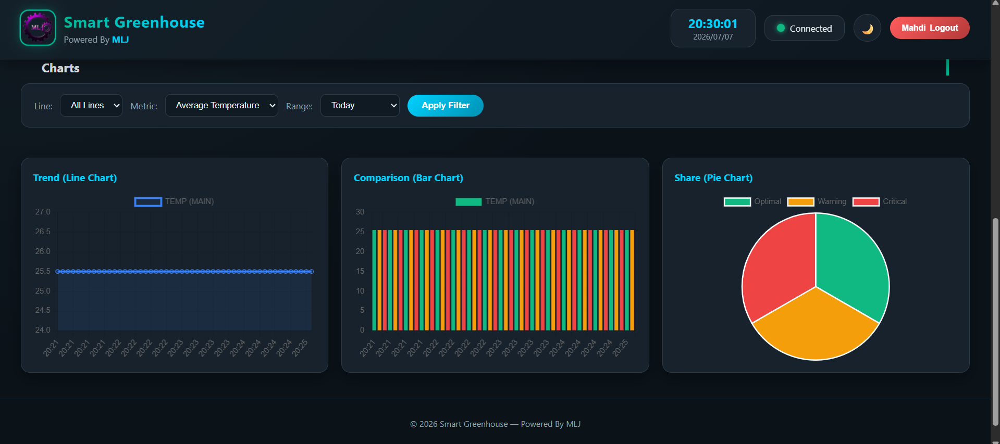 MLJ
Smart Greenhouse
Powered By MLJ
20:30:01
2026/07/07
Connected
Mahdi Logout
Charts
Line: All Lines Metric: Average Temperature Range: Today Apply Filter
Trend (Line Chart)
TEMP (MAIN)
27.0
26.5
26.0
25.5
25.0
24.5
24.0
20:21 20:21 20:21 20:21 20:22 20:22 20:22 20:22 20:23 20:23 20:23 20:23 20:24 20:24 20:24 20:24 20:25
Comparison (Bar Chart)
TEMP (MAIN)
30
25
20
15
10
5
0
20:21 20:21 20:21 20:21 20:22 20:22 20:22 20:22 20:23 20:23 20:23 20:23 20:24 20:24 20:24 20:24 20:25
Share (Pie Chart)
Optimal Warning Critical
© 2026 Smart Greenhouse — Powered By MLJ